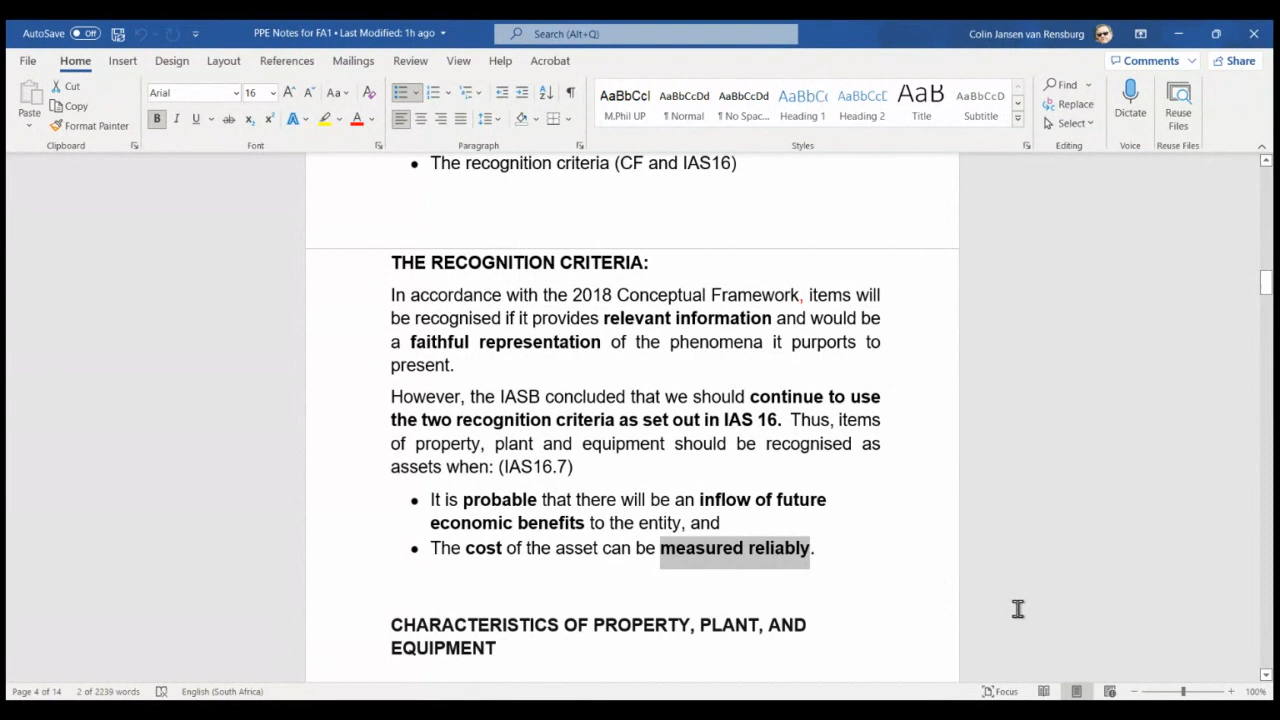 AutoSave Off PPE Notes for FA1 • Last Modified: 1h ago Search (Alt+Q) Colin Jansen van Rensburg
File Home Insert Design Layout References Mailings Review View Help Acrobat Comments Share
Paste Cut
Copy
Format Painter
Clipboard
Arial 16
Font
Paragraph
AaBbCcI AaBbCcDd AaBbCcDd AaBbCc AaBbCcD AaB AaBbCcD
M.Phil UP ¶ Normal ¶ No Spac... Heading 1 Heading 2 Title Subtitle
Styles
Find
Replace
Select
Editing
Dictate
Voice
Reuse
Files
Reuse Files
• The recognition criteria (CF and IAS16)
THE RECOGNITION CRITERIA:
In accordance with the 2018 Conceptual Framework, items will
be recognised if it provides relevant information and would be
a faithful representation of the phenomena it purports to
present.
However, the IASB concluded that we should continue to use
the two recognition criteria as set out in IAS 16. Thus, items
of property, plant and equipment should be recognised as
assets when: (IAS16.7)
• It is probable that there will be an inflow of future
economic benefits to the entity, and
• The cost of the asset can be measured reliably.
CHARACTERISTICS OF PROPERTY, PLANT, AND
EQUIPMENT
Page 4 of 14 2 of 2239 words English (South Africa) Focus 100%